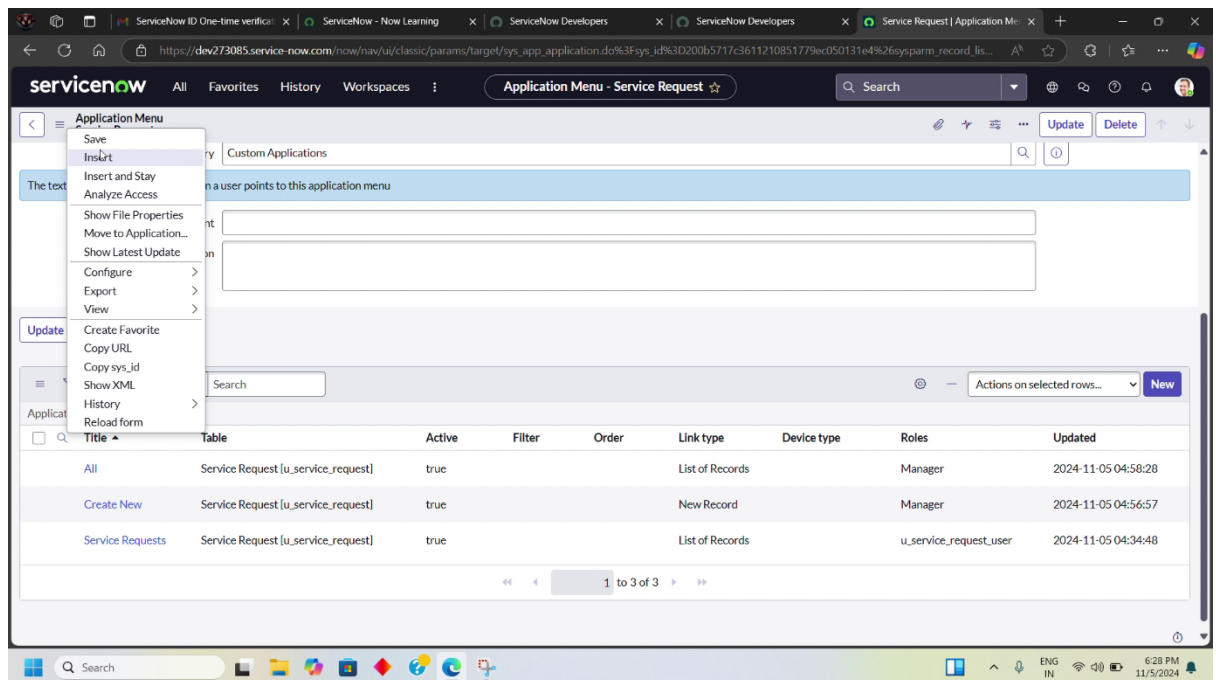 ServiceNow ID One-time verificat
ServiceNow - Now Learning
ServiceNow Developers
ServiceNow Developers
Service Request | Application Me
https://dev273085.service-now.com/now/nav/ui/classic/params/target/sys_app_application.do%3Fsys_id%3D200b5717c3611210851779ec050131e4%26sysparm_record_lis...
servicenow
All Favorites History Workspaces
Application Menu - Service Request
Search
Application Menu
Update Delete
Save
Insert
Insert and Stay
Analyze Access
Show File Properties
Move to Application...
Show Latest Update
Configure
Export
View
Create Favorite
Copy URL
Copy sys_id
Show XML
History
Reload form
ry Custom Applications
The text n a user points to this application menu
nt
on
Update
Search
Actions on selected rows... New
Applicat
Title Table Active Filter Order Link type Device type Roles Updated
All Service Request [u_service_request] true List of Records Manager 2024-11-05 04:58:28
Create New Service Request [u_service_request] true New Record Manager 2024-11-05 04:56:57
Service Requests Service Request [u_service_request] true List of Records u_service_request_user 2024-11-05 04:34:48
1 to 3 of 3
Search
ENG
IN
6:28 PM
11/5/2024